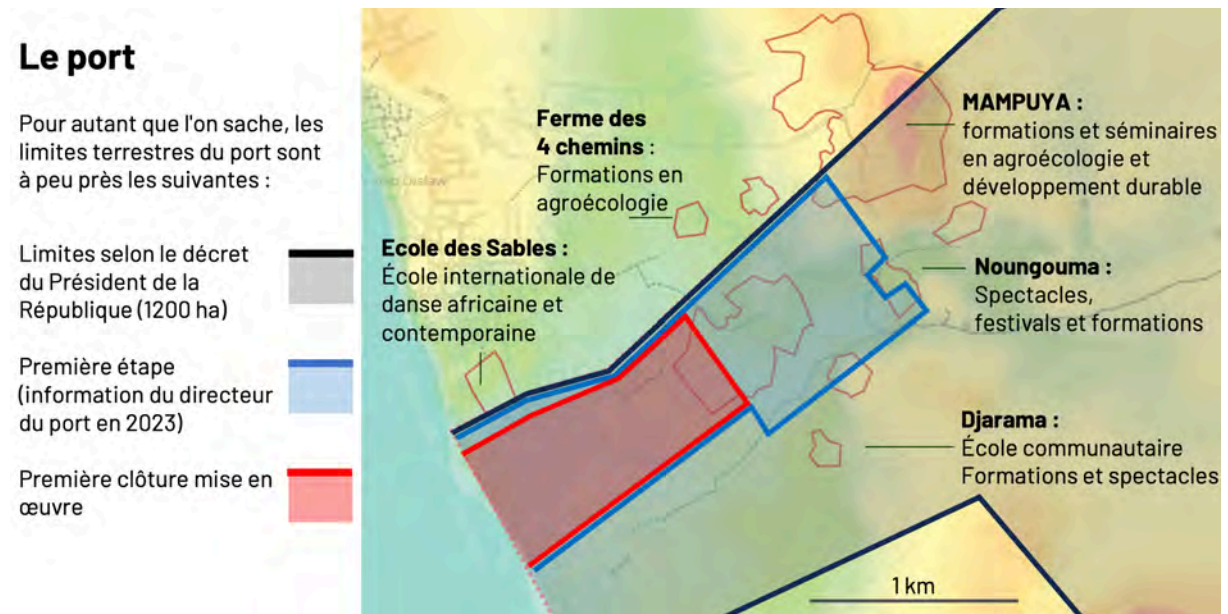 Le port
Pour autant que l'on sache, les
limites terrestres du port sont
à peu près les suivantes :
Limites selon le décret
du Président de la
République (1200 ha)
Première étape
(information du directeur
du port en 2023)
Première clôture mise en
œuvre
Ferme des
4 chemins :
Formations en
agroécologie
Ecole des Sables :
École internationale de
danse africaine et
contemporaine
MAMPUYA :
formations et séminaires
en agroécologie et
développement durable
Noungouma :
Spectacles,
festivals et formations
Djarama :
École communautaire
Formations et spectacles
1 km